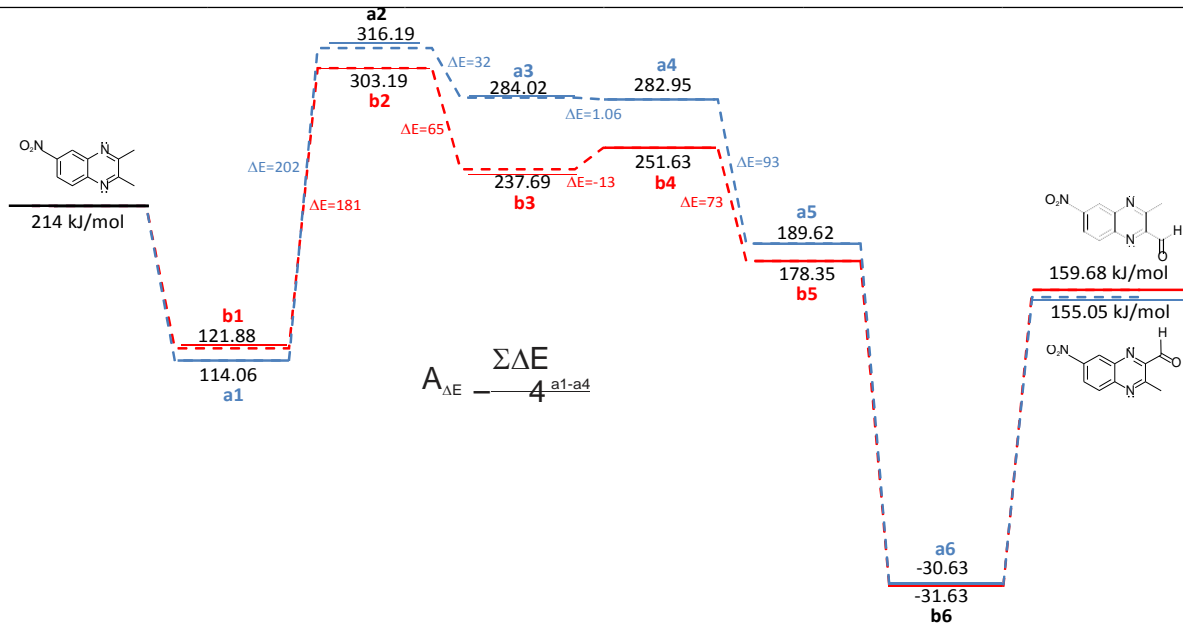 a2
316.19
ΔE=32
a3
284.02
a4
282.95
303.19
b2
ΔE=1.06
ΔE=65
O₂N
N
N
ΔE=202
237.69
b3
ΔE=-13
251.63
b4
ΔE=93
ΔE=181
ΔE=73
214 kJ/mol
a5
189.62
178.35
b5
O₂N
N
N
H
O
159.68 kJ/mol
155.05 kJ/mol
b1
121.88
114.06
a1
ΣΔE
A ΔE – 4 a1-a4
H
O₂N
N
O
N
a6
-30.63
-31.63
b6